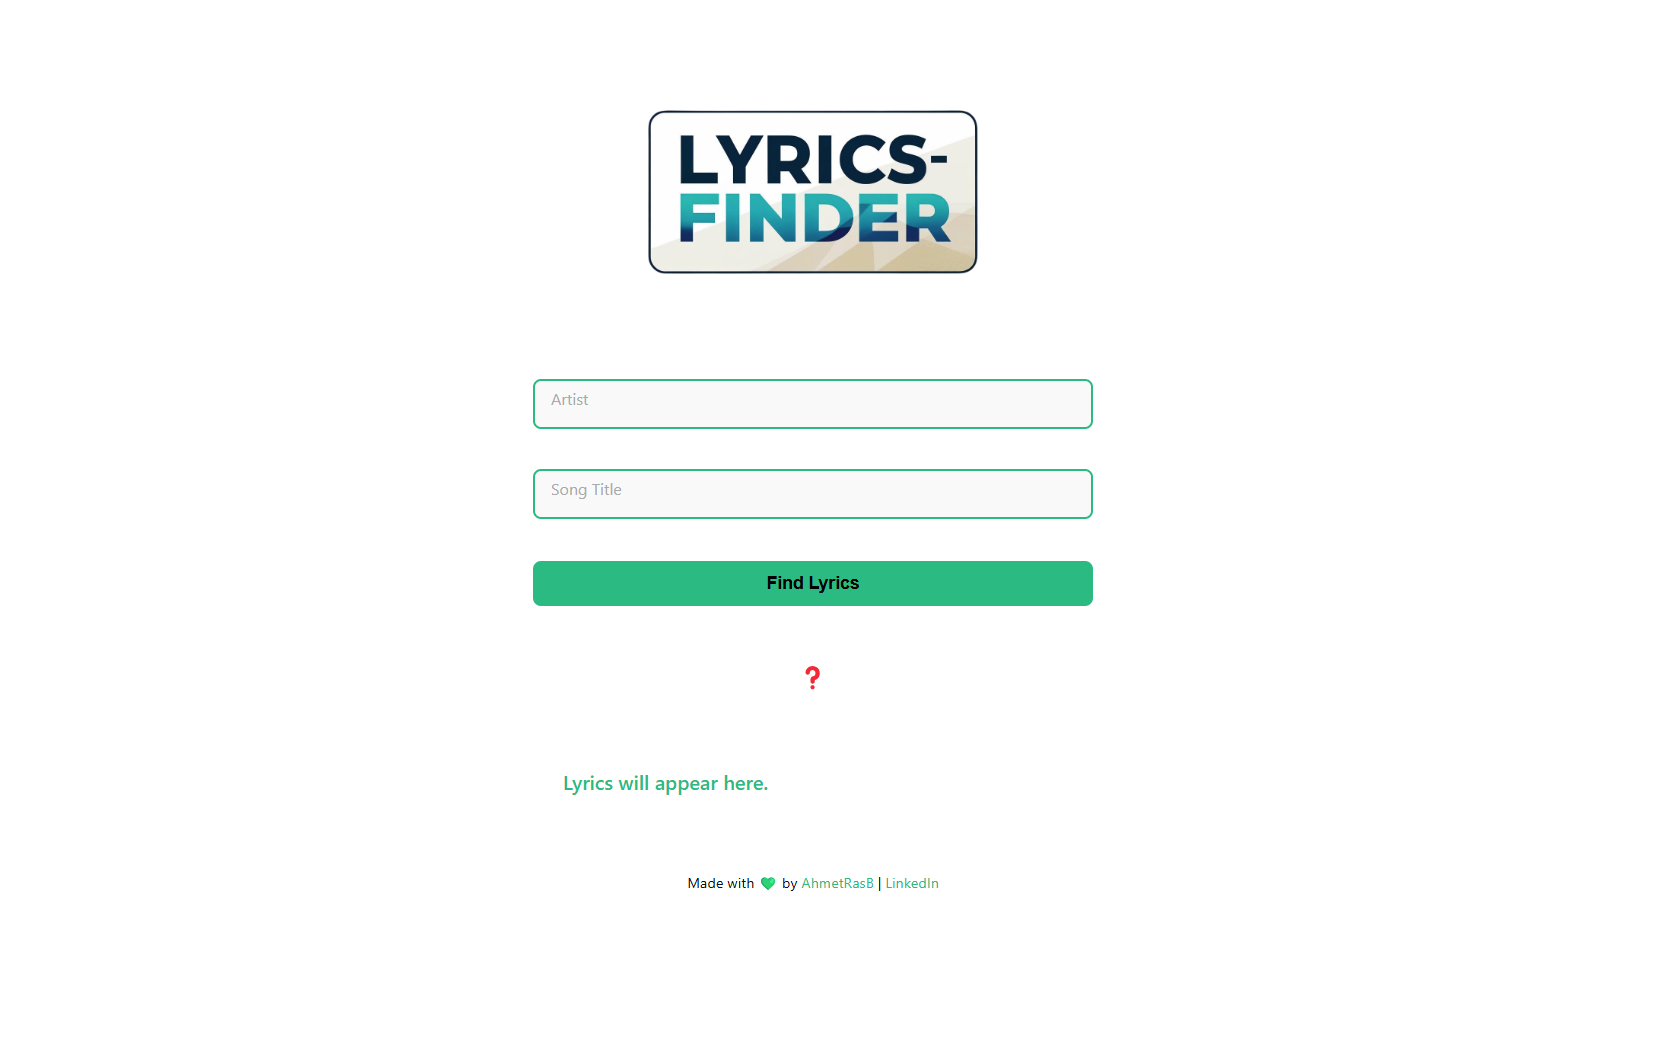 LYRICS-
FINDER
Artist
Song Title
Find Lyrics
❓
Lyrics will appear here.
Made with 💚 by AhmetRasB | LinkedIn